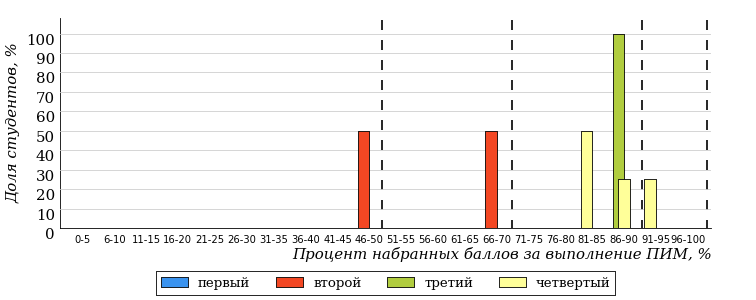 Доля студентов, %
100
90
80
70
60
50
40
30
20
10
0
0-5 6-10 11-15 16-20 21-25 26-30 31-35 36-40 41-45 46-50 51-55 56-60 61-65 66-70 71-75 76-80 81-85 86-90 91-95 96-100
Процент набранных баллов за выполнение ПИМ, %
первый второй третий четвертый